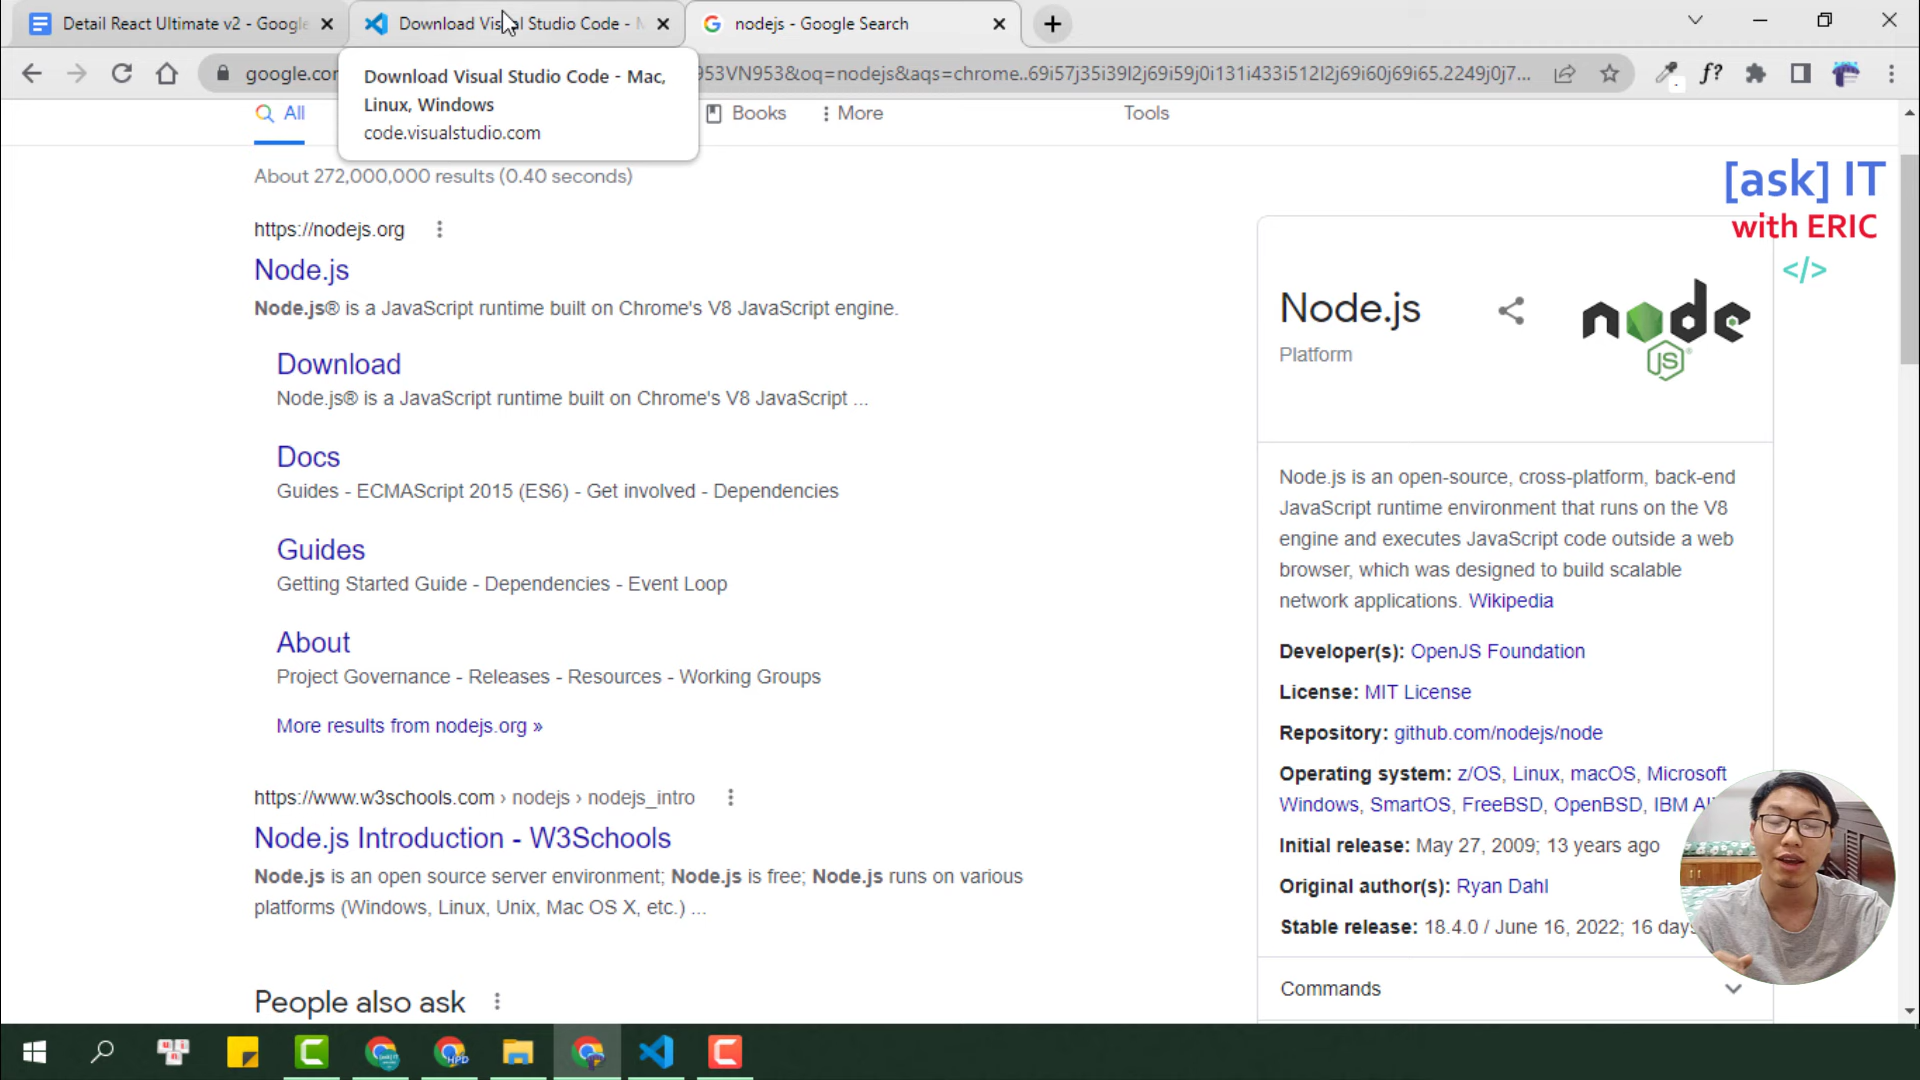 Detail React Ultimate v2 - Google
Download Visual Studio Code - M
nodejs - Google Search
google.co
953VN953&oq=nodejs&aqs=chrome..69i57j35i39l2j69i59j0i131i433i512l2j69i60j69i65.2249j0j7...
f?
Download Visual Studio Code - Mac,
Linux, Windows
code.visualstudio.com
All
Books
More
Tools
About 272,000,000 results (0.40 seconds)
[ask] IT
with ERIC
</>
https://nodejs.org
Node.js
Node.js® is a JavaScript runtime built on Chrome's V8 JavaScript engine.
Download
Node.js® is a JavaScript runtime built on Chrome's V8 JavaScript ...
Docs
Guides - ECMAScript 2015 (ES6) - Get involved - Dependencies
Guides
Getting Started Guide - Dependencies - Event Loop
About
Project Governance - Releases - Resources - Working Groups
More results from nodejs.org »
https://www.w3schools.com › nodejs › nodejs_intro
Node.js Introduction - W3Schools
Node.js is an open source server environment; Node.js is free; Node.js runs on various
platforms (Windows, Linux, Unix, Mac OS X, etc.) ...
People also ask
Node.js
Platform
node
JS
Node.js is an open-source, cross-platform, back-end
JavaScript runtime environment that runs on the V8
engine and executes JavaScript code outside a web
browser, which was designed to build scalable
network applications. Wikipedia
Developer(s): OpenJS Foundation
License: MIT License
Repository: github.com/nodejs/node
Operating system: z/OS, Linux, macOS, Microsoft
Windows, SmartOS, FreeBSD, OpenBSD, IBM
Initial release: May 27, 2009; 13 years ago
Original author(s): Ryan Dahl
Stable release: 18.4.0 / June 16, 2022; 16 days
Commands